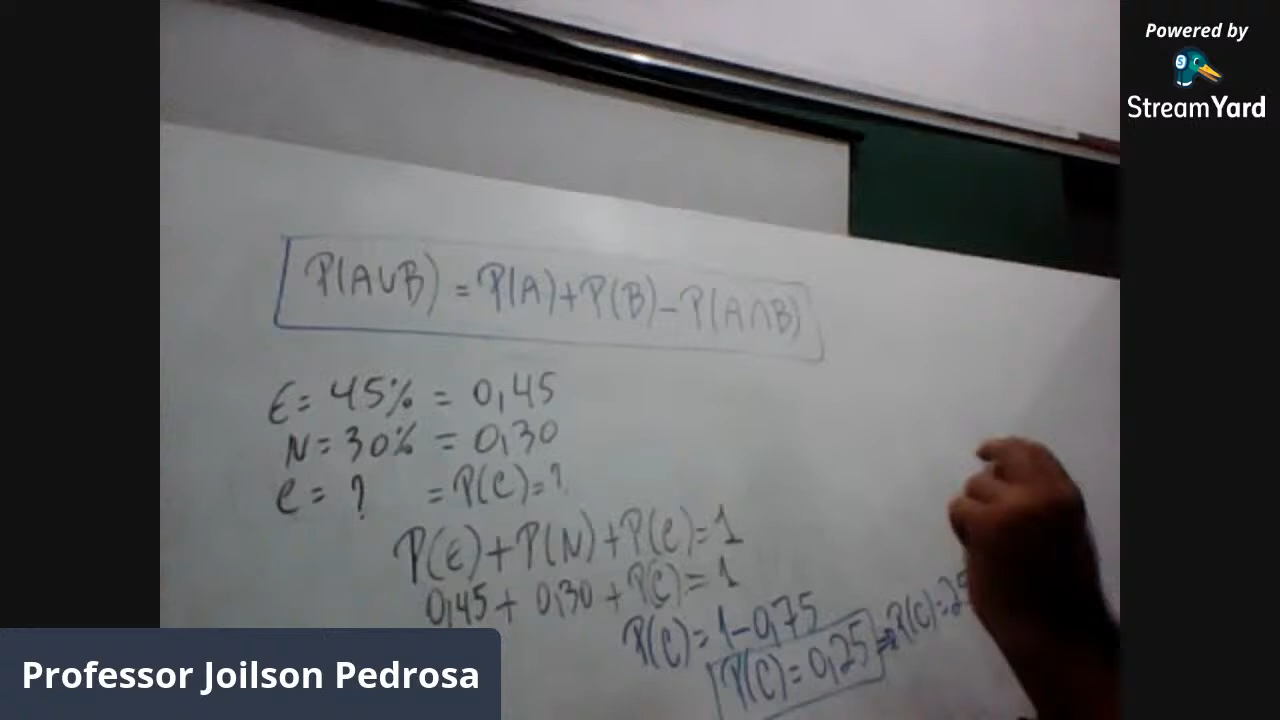 Powered by
StreamYard
P(A∪B) = P(A)+P(B)-P(A∩B)
E= 45% = 0,45
N= 30% = 0,30
C= ? = P(C)=?
P(E)+P(N)+P(C)=1
0,45+ 0,30 +P(C)= 1
P(C)= 1-0,75
P(C)= 0,25 ⇒ P(C)=25
Professor Joilson Pedrosa